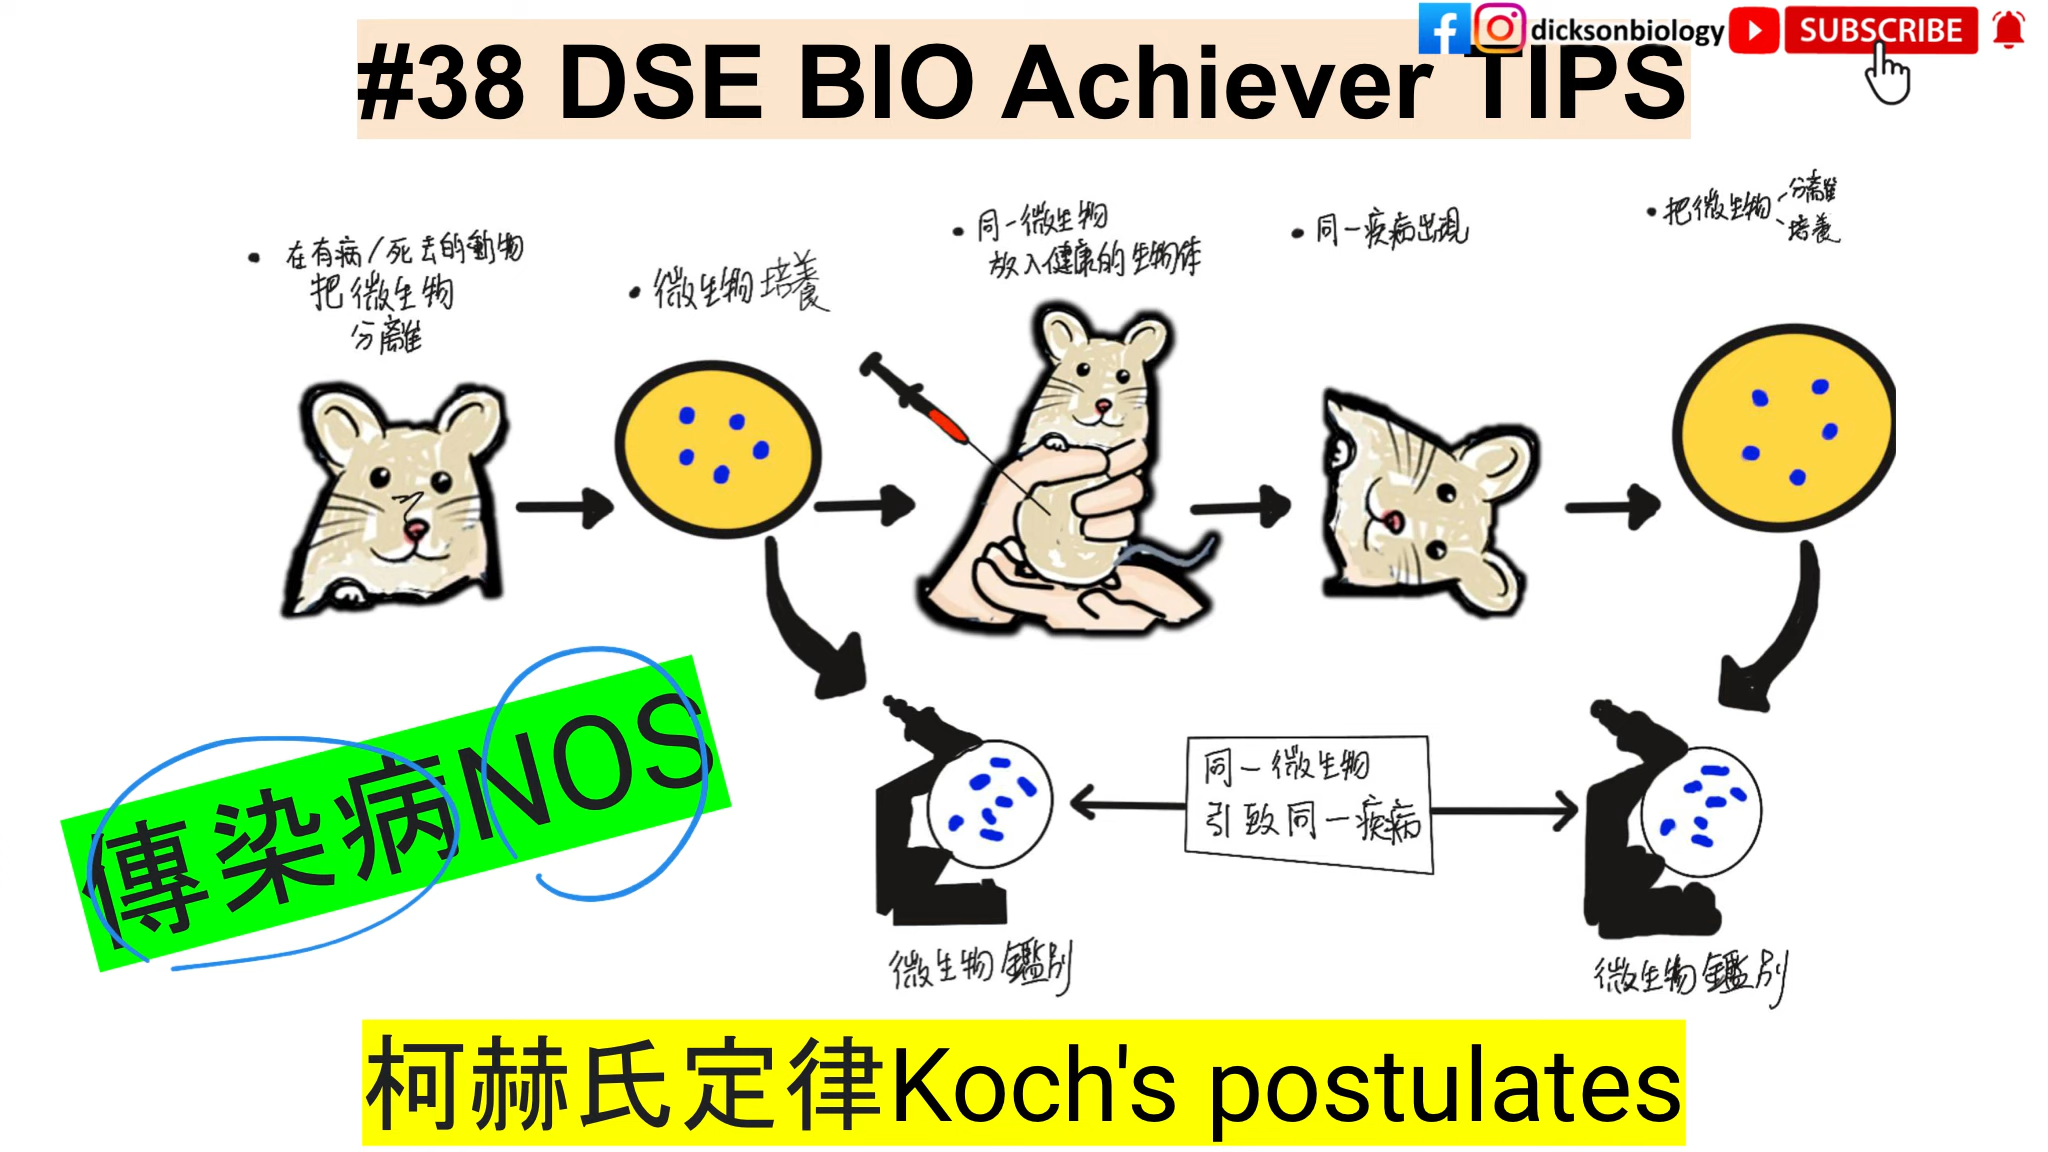 dicksonbiology
SUBSCRIBE
#38 DSE BIO Achiever TIPS
• 在有病/死去的動物
把微生物
分離
• 微生物培養
• 同一微生物
放入健康的生物体
• 同一疾病出現
• 把微生物
分離
培養
傳染病NOS
同一微生物
引致同一疾病
微生物鑑別
微生物鑑別
柯赫氏定律Koch's postulates